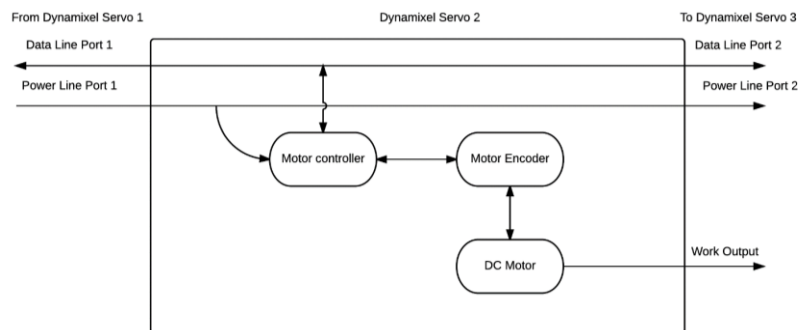 From Dynamixel Servo 1
Dynamixel Servo 2
To Dynamixel Servo 3
Data Line Port 1
Data Line Port 2
Power Line Port 1
Power Line Port 2
Motor controller
Motor Encoder
Work Output
DC Motor